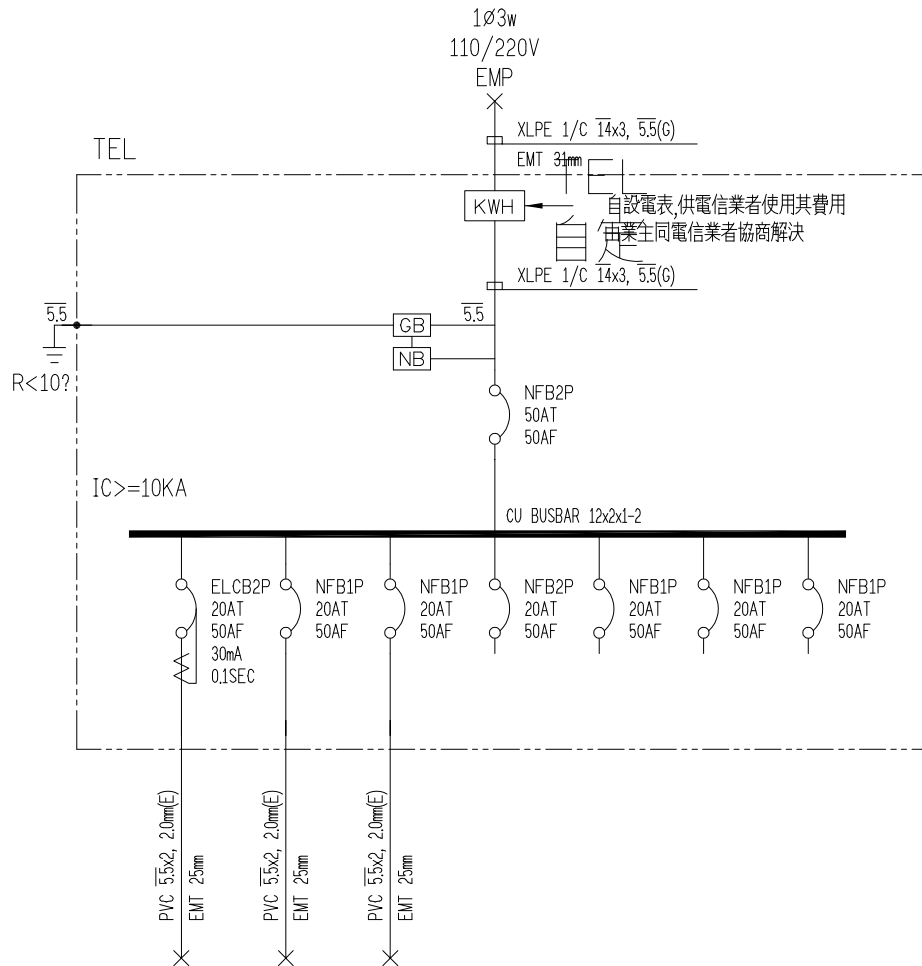 1Ø3w
110/220V
EMP
XLPE 1/C 14x3, 5.5(G)
EMT 31mm
TEL
KWH
自設電表,供電信業者使用其費用
由業主同電信業者協商解決
XLPE 1/C 14x3, 5.5(G)
5.5
GB
5.5
NB
R<10?
NFB2P
50AT
50AF
IC>=10KA
CU BUSBAR 12x2x1-2
ELCB2P
20AT
50AF
30mA
0.1SEC
NFB1P
20AT
50AF
NFB1P
20AT
50AF
NFB2P
20AT
50AF
NFB1P
20AT
50AF
NFB1P
20AT
50AF
NFB1P
20AT
50AF
PVC 5.5x2, 2.0mm(E)
EMT 25mm
PVC 5.5x2, 2.0mm(E)
EMT 25mm
PVC 5.5x2, 2.0mm(E)
EMT 25mm